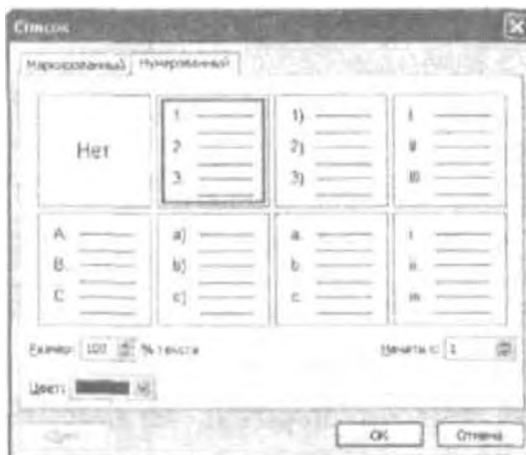 Список
Маркированный Нумерованный
Нет
1. 1) I.
2. 2) II.
3. 3) III.
A. a) a. i.
B. b) b. ii.
C. c) c. iii.
Размер: 100 % текста Начать с: 1
Цвет:
ОК Отмена